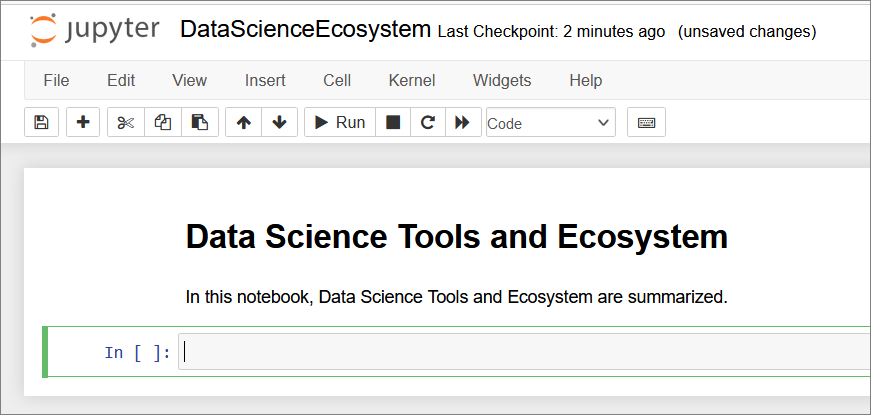 jupyter DataScienceEcosystem Last Checkpoint: 2 minutes ago (unsaved changes)
File Edit View Insert Cell Kernel Widgets Help
Run Code
Data Science Tools and Ecosystem
In this notebook, Data Science Tools and Ecosystem are summarized.
In [ ]: